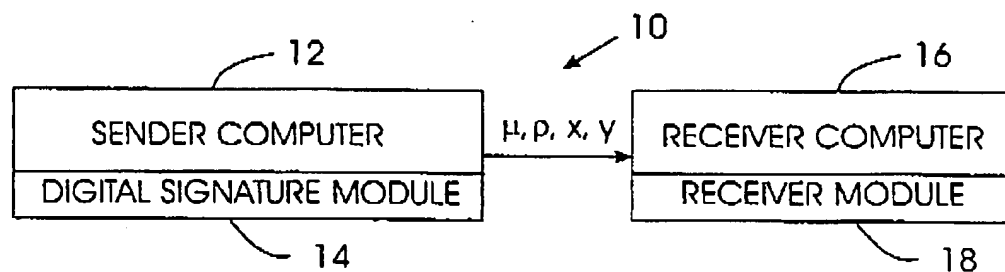 10
12
16
SENDER COMPUTER
μ, ρ, x, y
RECEIVER COMPUTER
DIGITAL SIGNATURE MODULE
RECEIVER MODULE
14
18